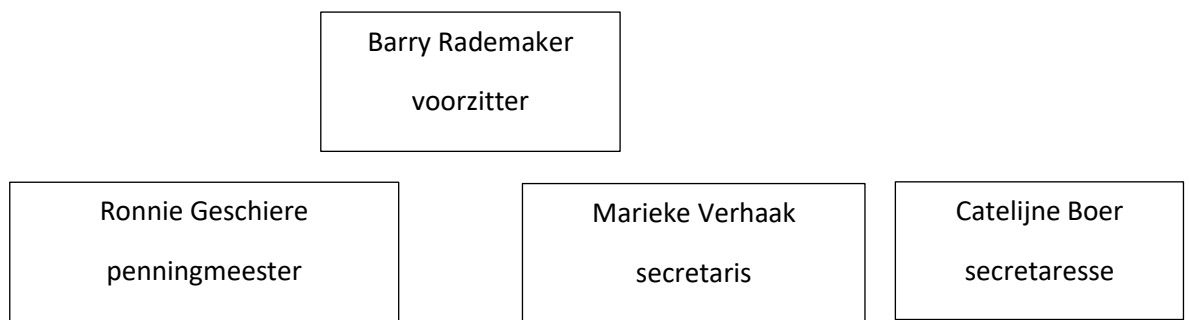 Barry Rademaker
voorzitter
Ronnie Geschiere
penningmeester
Marieke Verhaak
secretaris
Catelijne Boer
secretaresse